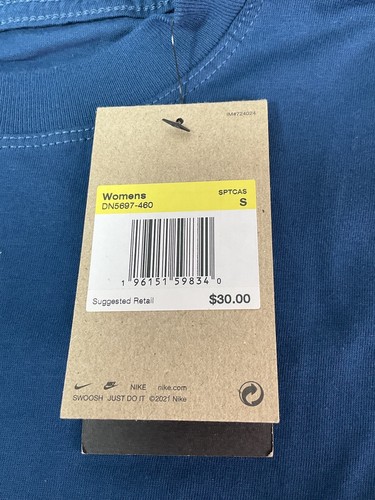 9M4724024
Womens SPTCAS
DN5697-460 S
1 96151 59834 0
Suggested Retail $30.00
NIKE nike.com
SWOOSH JUST DO IT ©2021 Nike